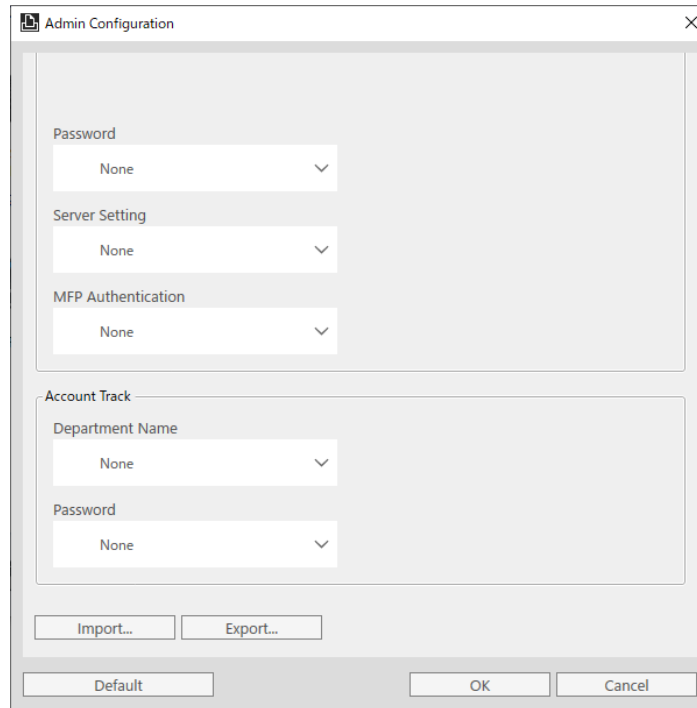 Admin Configuration
Password
None
Server Setting
None
MFP Authentication
None
Account Track
Department Name
None
Password
None
Import... Export...
Default OK Cancel